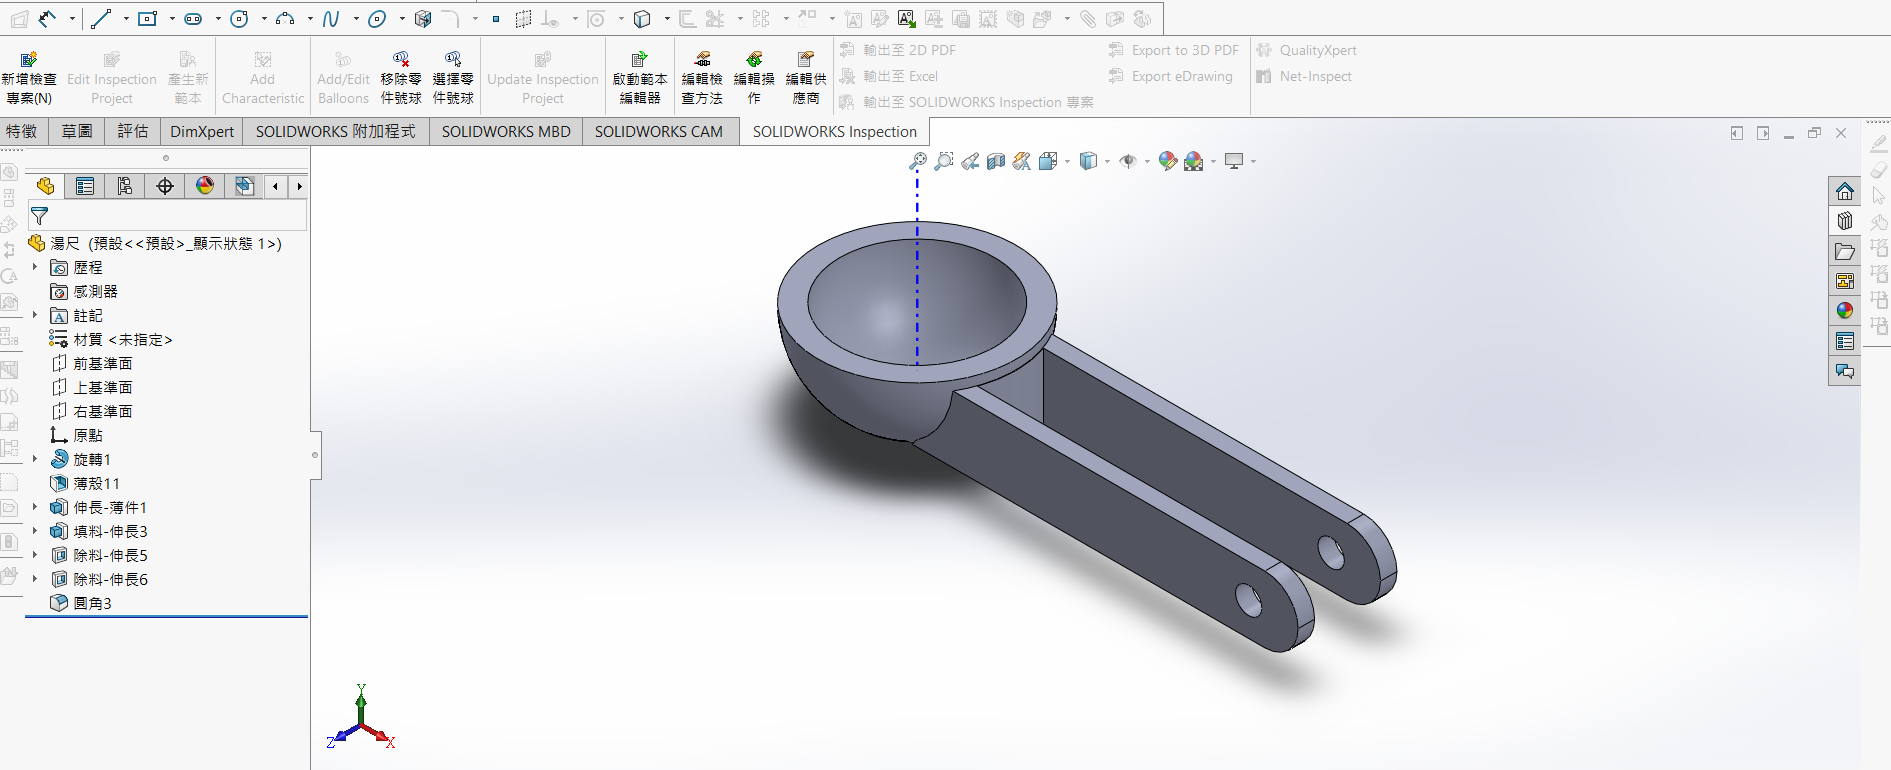 新增檢查
專案(N)
Edit Inspection
Project
產生新
範本
Add
Characteristic
Add/Edit
Balloons
移除零
件號球
選擇零
件號球
Update Inspection
Project
啟動範本
編輯器
編輯檢
查方法
編輯操
作
編輯供
應商
輸出至 2D PDF
輸出至 Excel
輸出至 SOLIDWORKS Inspection 專案
Export to 3D PDF
Export eDrawing
QualityXpert
Net-Inspect
特徵
草圖
評估
DimXpert
SOLIDWORKS 附加程式
SOLIDWORKS MBD
SOLIDWORKS CAM
SOLIDWORKS Inspection
湯尺 (預設<<預設>_顯示狀態 1>)
歷程
感測器
註記
材質 <未指定>
前基準面
上基準面
右基準面
原點
旋轉1
薄殼11
伸長-薄件1
填料-伸長3
除料-伸長5
除料-伸長6
圓角3
Y
Z
X